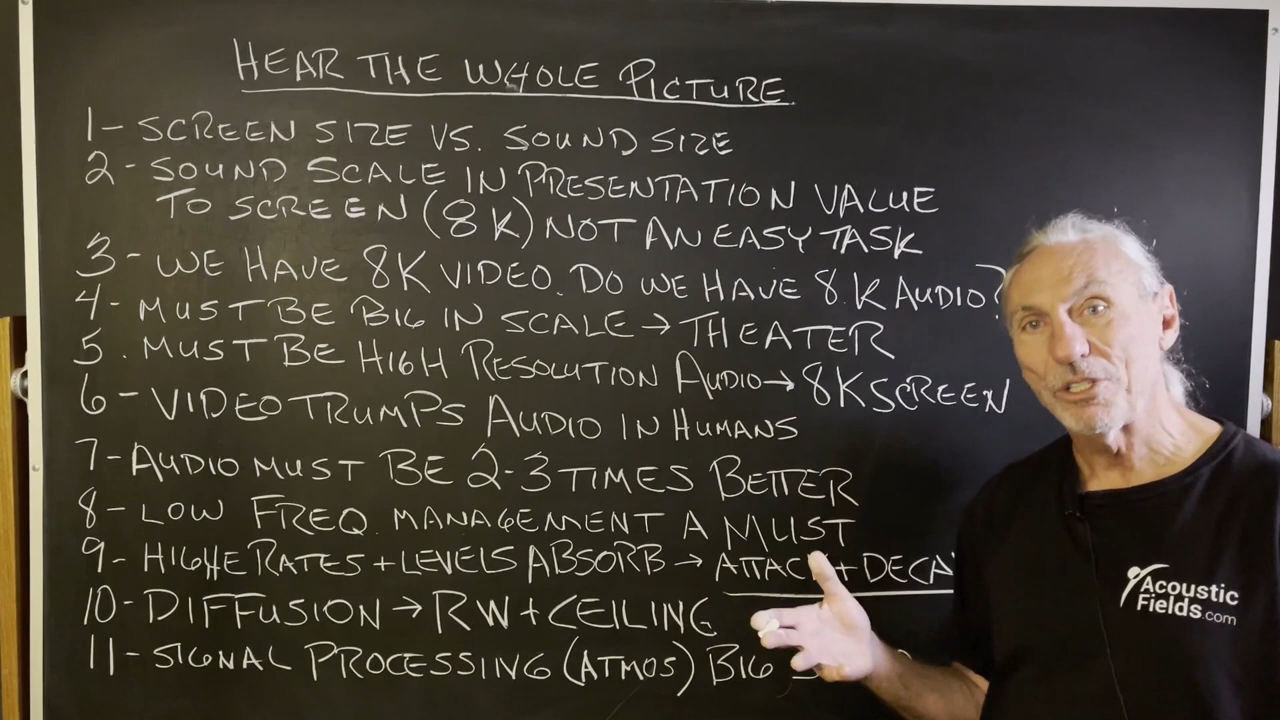 HEAR THE WHOLE PICTURE
1- SCREEN SIZE VS. SOUND SIZE
2- SOUND SCALE IN PRESENTATION VALUE
TO SCREEN (8K) NOT AN EASY TASK
3- WE HAVE 8K VIDEO. DO WE HAVE 8.K AUDIO?
4- MUST BE BIG IN SCALE → THEATER
5. MUST BE HIGH RESOLUTION AUDIO → 8K SCREEN
6- VIDEO TRUMPS AUDIO IN HUMANS
7- AUDIO MUST BE 2-3 TIMES BETTER
8- LOW FREQ. MANAGEMENT A MUST
9- HIGHE RATES + LEVELS ABSORB → + DECA
10- DIFFUSION → RW + CEILING
11- SIGNAL PROCESSING (ATMOS) BIG
Acoustic
Fields.com